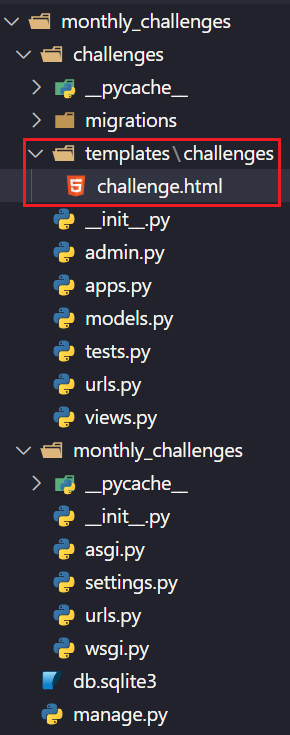 monthly_challenges
challenges
__pycache__
migrations
templates\challenges
challenge.html
__init__.py
admin.py
apps.py
models.py
tests.py
urls.py
views.py
monthly_challenges
__pycache__
__init__.py
asgi.py
settings.py
urls.py
wsgi.py
db.sqlite3
manage.py